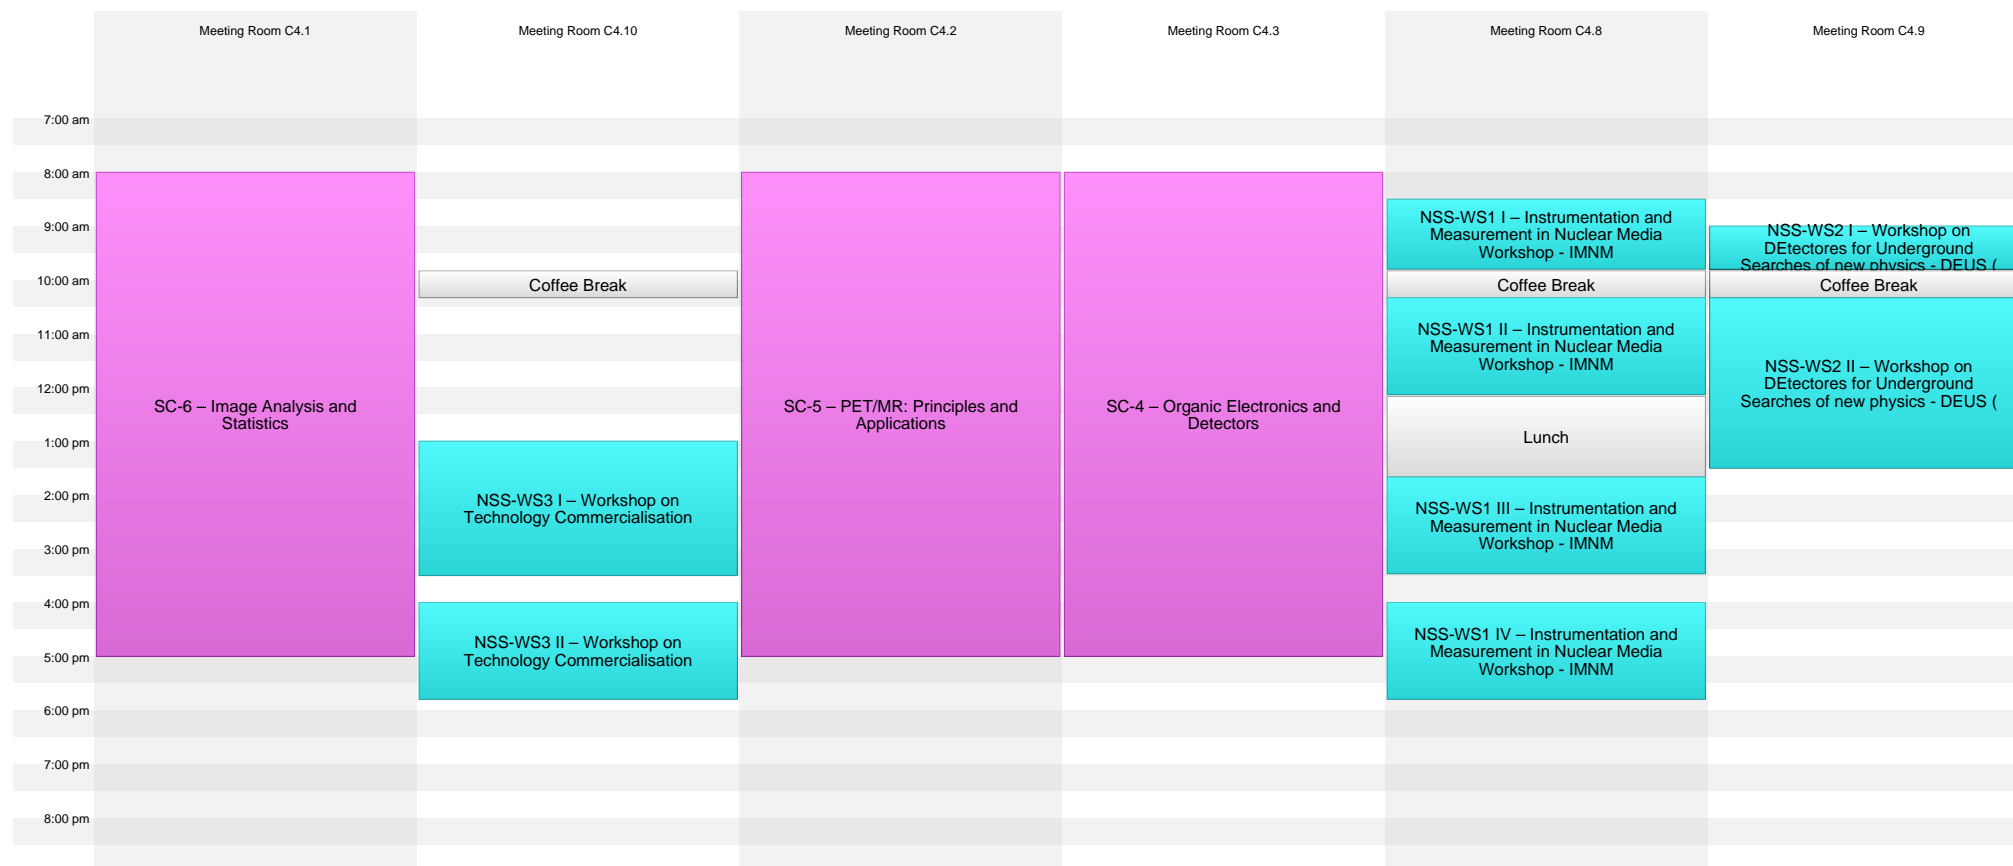 Meeting Room C4.1
Meeting Room C4.10
Meeting Room C4.2
Meeting Room C4.3
Meeting Room C4.8
Meeting Room C4.9
7:00 am
8:00 am
9:00 am
10:00 am
11:00 am
12:00 pm
1:00 pm
2:00 pm
3:00 pm
4:00 pm
5:00 pm
6:00 pm
7:00 pm
8:00 pm
SC-6 – Image Analysis and
Statistics
Coffee Break
NSS-WS3 I – Workshop on
Technology Commercialisation
NSS-WS3 II – Workshop on
Technology Commercialisation
SC-5 – PET/MR: Principles and
Applications
SC-4 – Organic Electronics and
Detectors
NSS-WS1 I – Instrumentation and
Measurement in Nuclear Media
Workshop - IMNM
Coffee Break
NSS-WS1 II – Instrumentation and
Measurement in Nuclear Media
Workshop - IMNM
Lunch
NSS-WS1 III – Instrumentation and
Measurement in Nuclear Media
Workshop - IMNM
NSS-WS1 IV – Instrumentation and
Measurement in Nuclear Media
Workshop - IMNM
NSS-WS2 I – Workshop on
DEtectores for Underground
Searches of new physics - DEUS (
Coffee Break
NSS-WS2 II – Workshop on
DEtectores for Underground
Searches of new physics - DEUS (